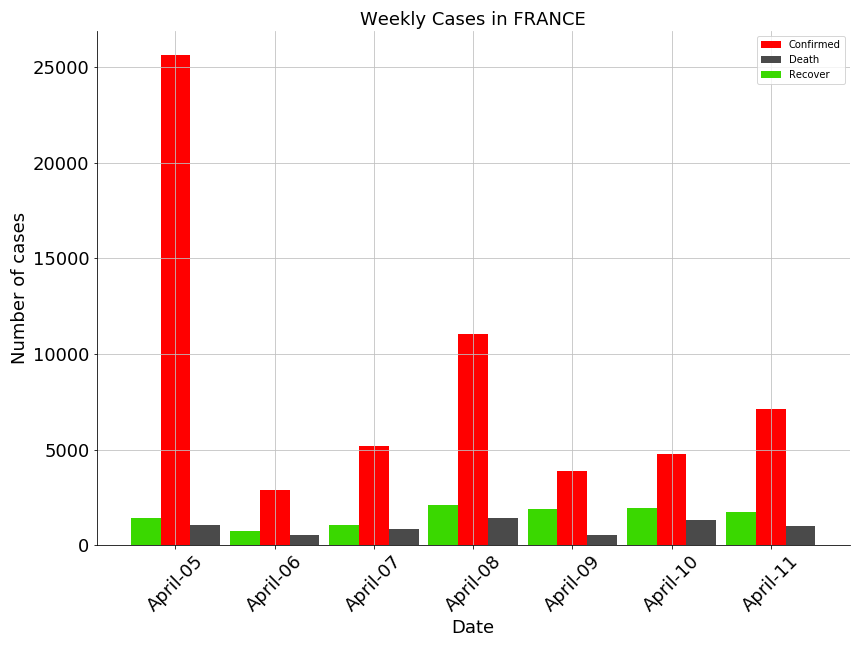 Weekly Cases in FRANCE
Confirmed
Death
Recover
Number of cases
25000
20000
15000
10000
5000
0
April-05
April-06
April-07
April-08
April-09
April-10
April-11
Date